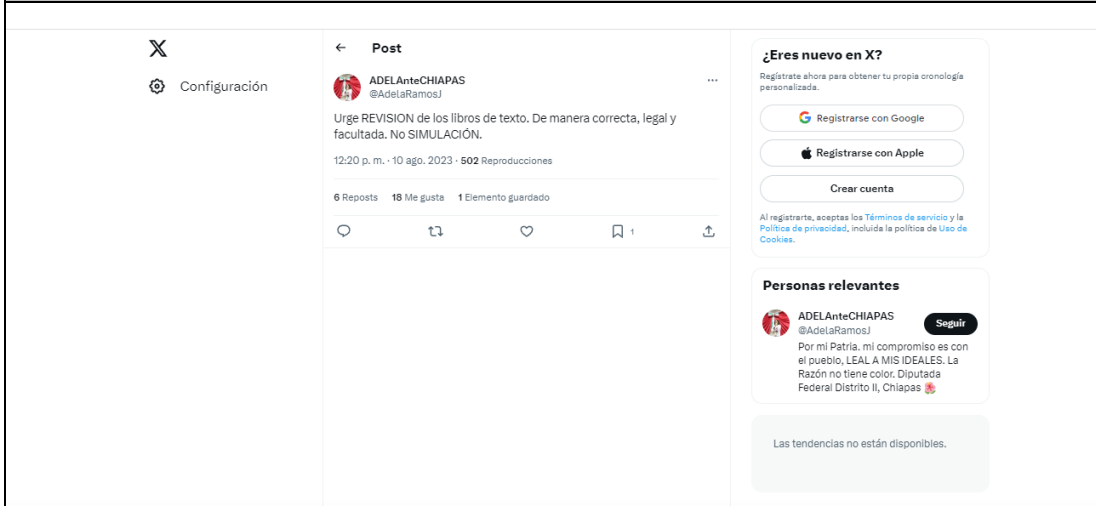 Configuración
Post
ADELAnteCHIAPAS
@AdelaRamosJ
Urge REVISION de los libros de texto. De manera correcta, legal y
facultada. No SIMULACIÓN.
12:20 p. m. · 10 ago. 2023 · 502 Reproducciones
6 Reposts 18 Me gusta 1 Elemento guardado
1
¿Eres nuevo en X?
Regístrate ahora para obtener tu propia cronología
personalizada.
Registrarse con Google
Registrarse con Apple
Crear cuenta
Al registrarte, aceptas los Términos de servicio y la
Política de privacidad, incluida la política de Uso de
Cookies.
Personas relevantes
ADELAnteCHIAPAS
@AdelaRamosJ
Seguir
Por mi Patria. mi compromiso es con
el pueblo, LEAL A MIS IDEALES. La
Razón no tiene color. Diputada
Federal Distrito II, Chiapas 🌺
Las tendencias no están disponibles.